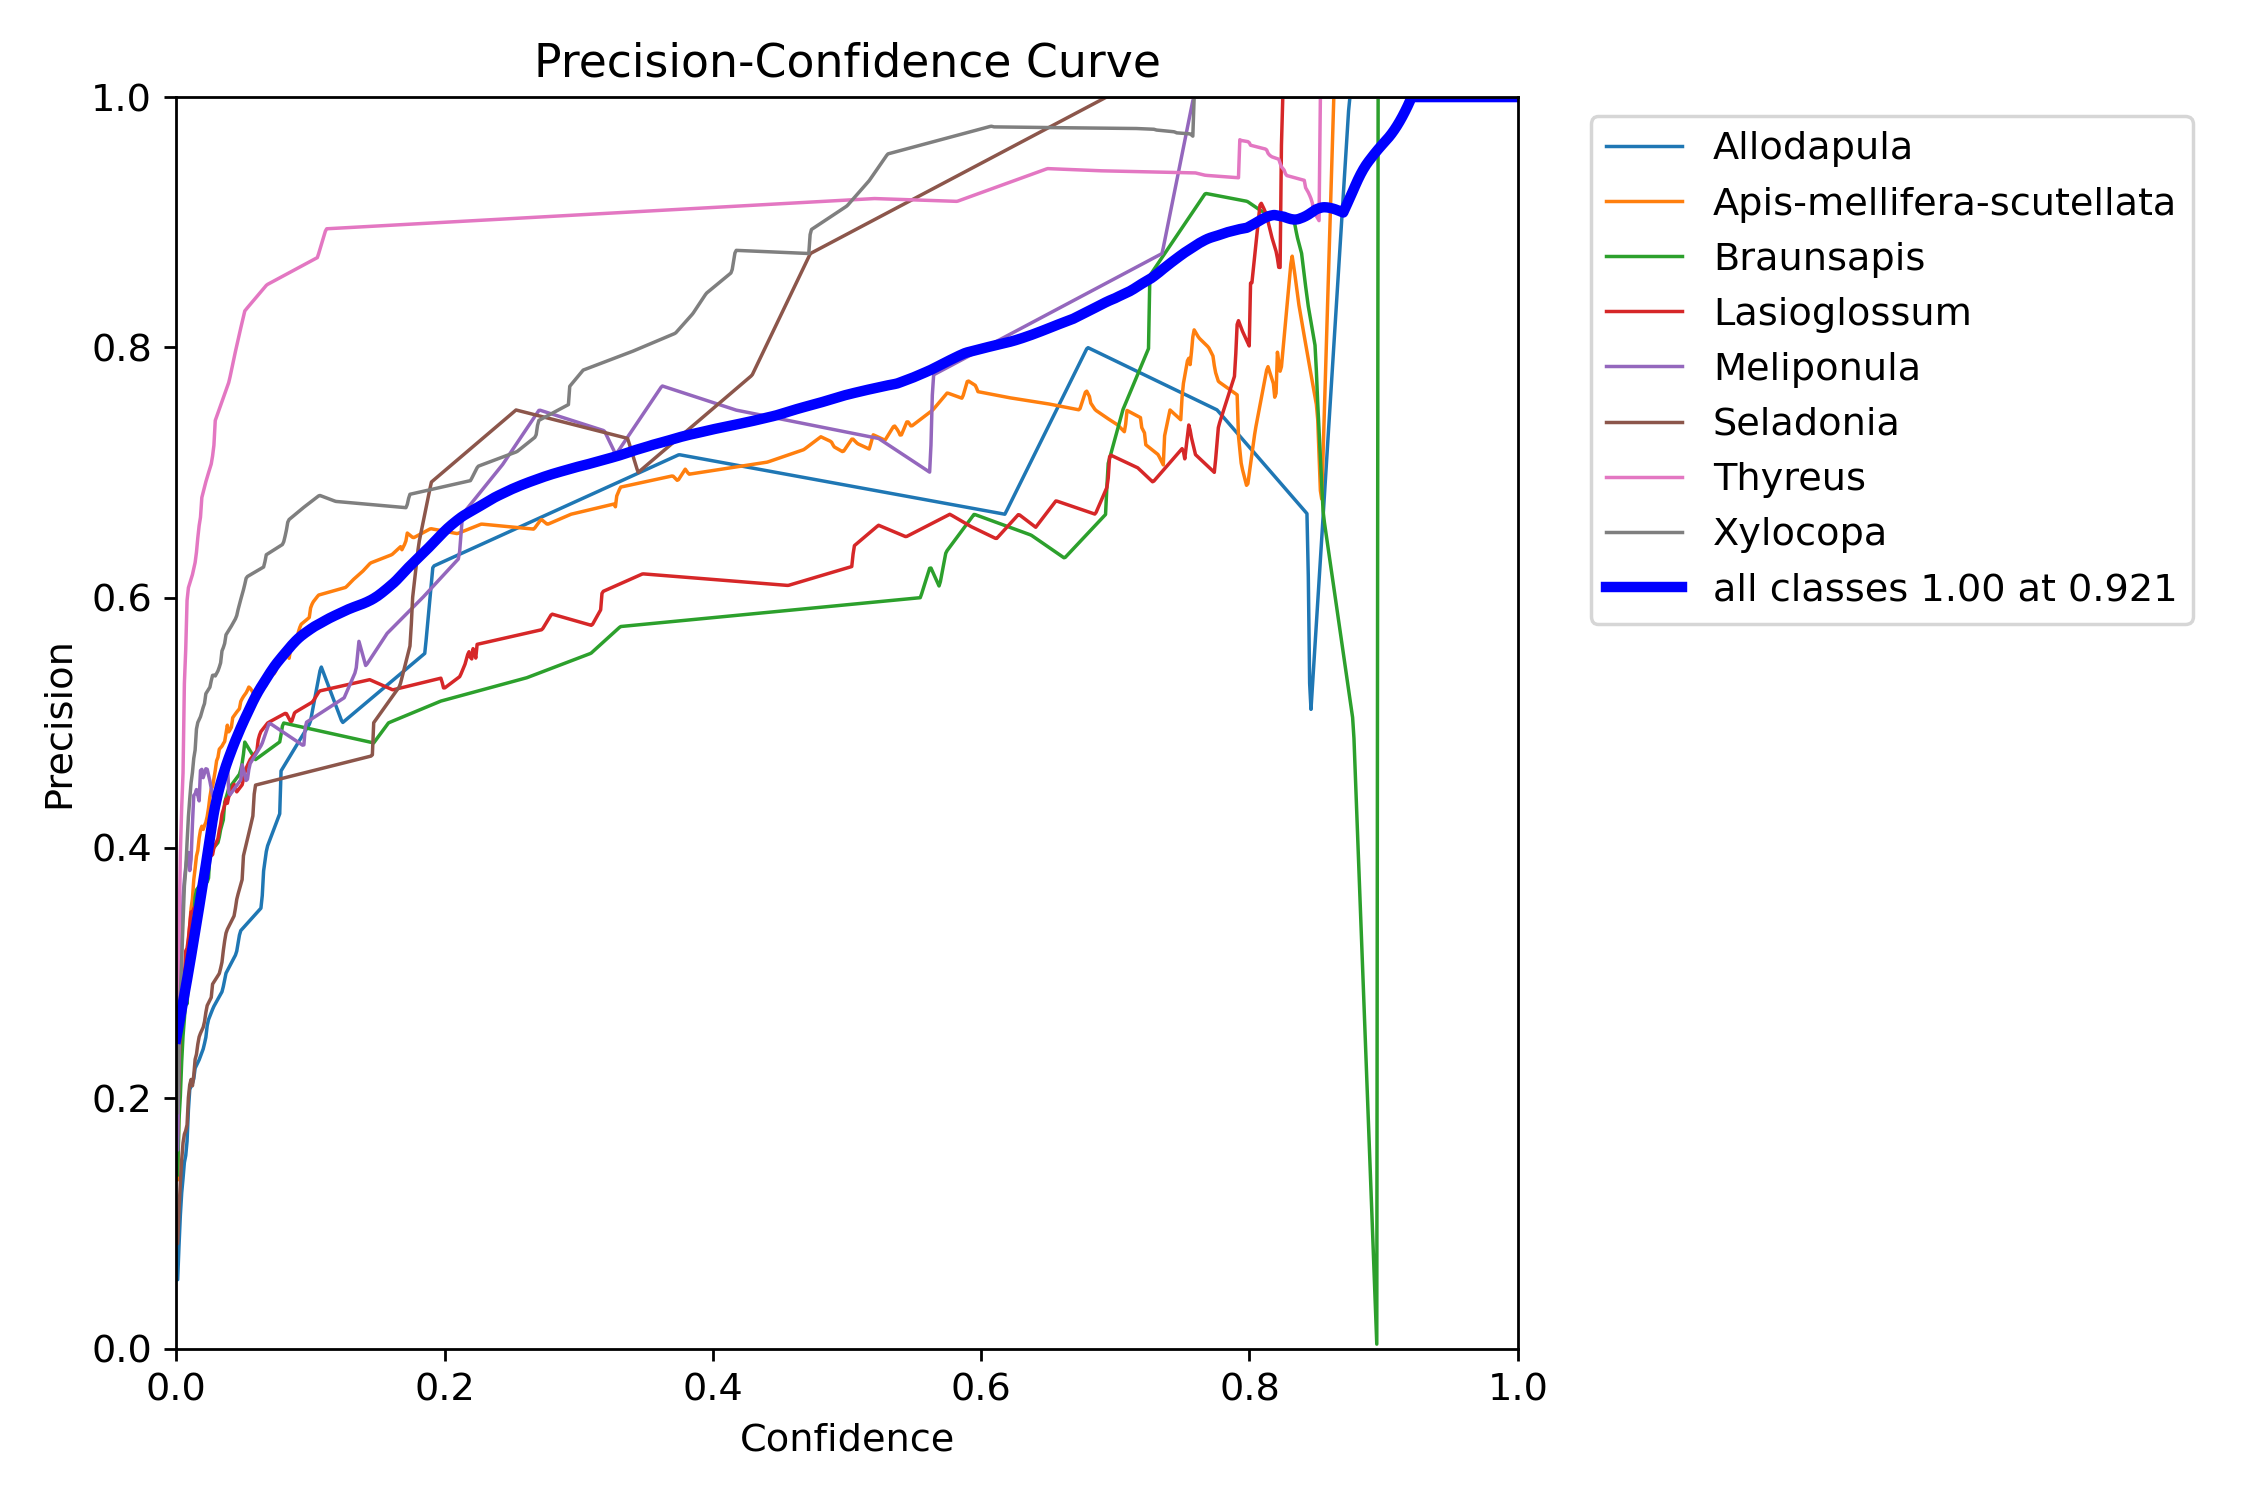 Precision-Confidence Curve
1.0
0.8
0.6
0.4
0.2
0.0
Precision
0.0 0.2 0.4 0.6 0.8 1.0
Confidence
Allodapula
Apis-mellifera-scutellata
Braunsapis
Lasioglossum
Meliponula
Seladonia
Thyreus
Xylocopa
all classes 1.00 at 0.921